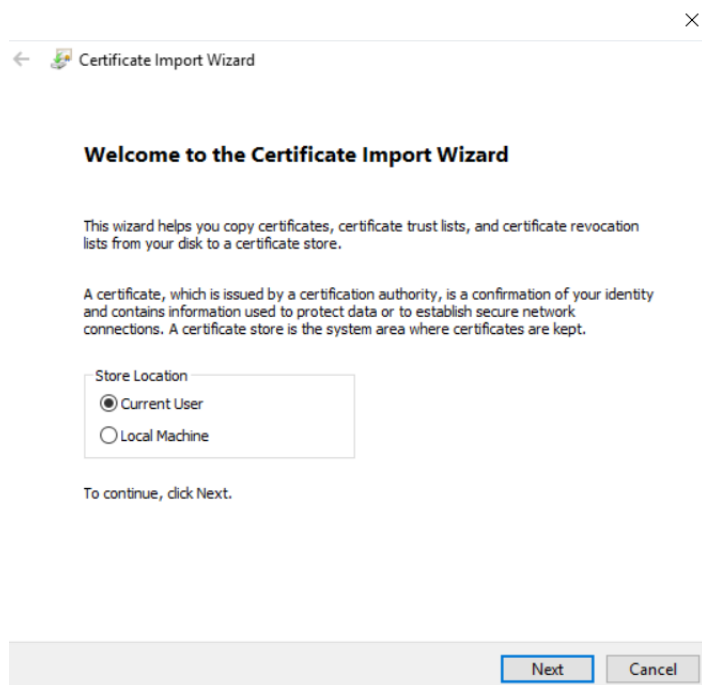 Certificate Import Wizard
Welcome to the Certificate Import Wizard
This wizard helps you copy certificates, certificate trust lists, and certificate revocation
lists from your disk to a certificate store.
A certificate, which is issued by a certification authority, is a confirmation of your identity
and contains information used to protect data or to establish secure network
connections. A certificate store is the system area where certificates are kept.
Store Location
Current User
Local Machine
To continue, click Next.
Next
Cancel